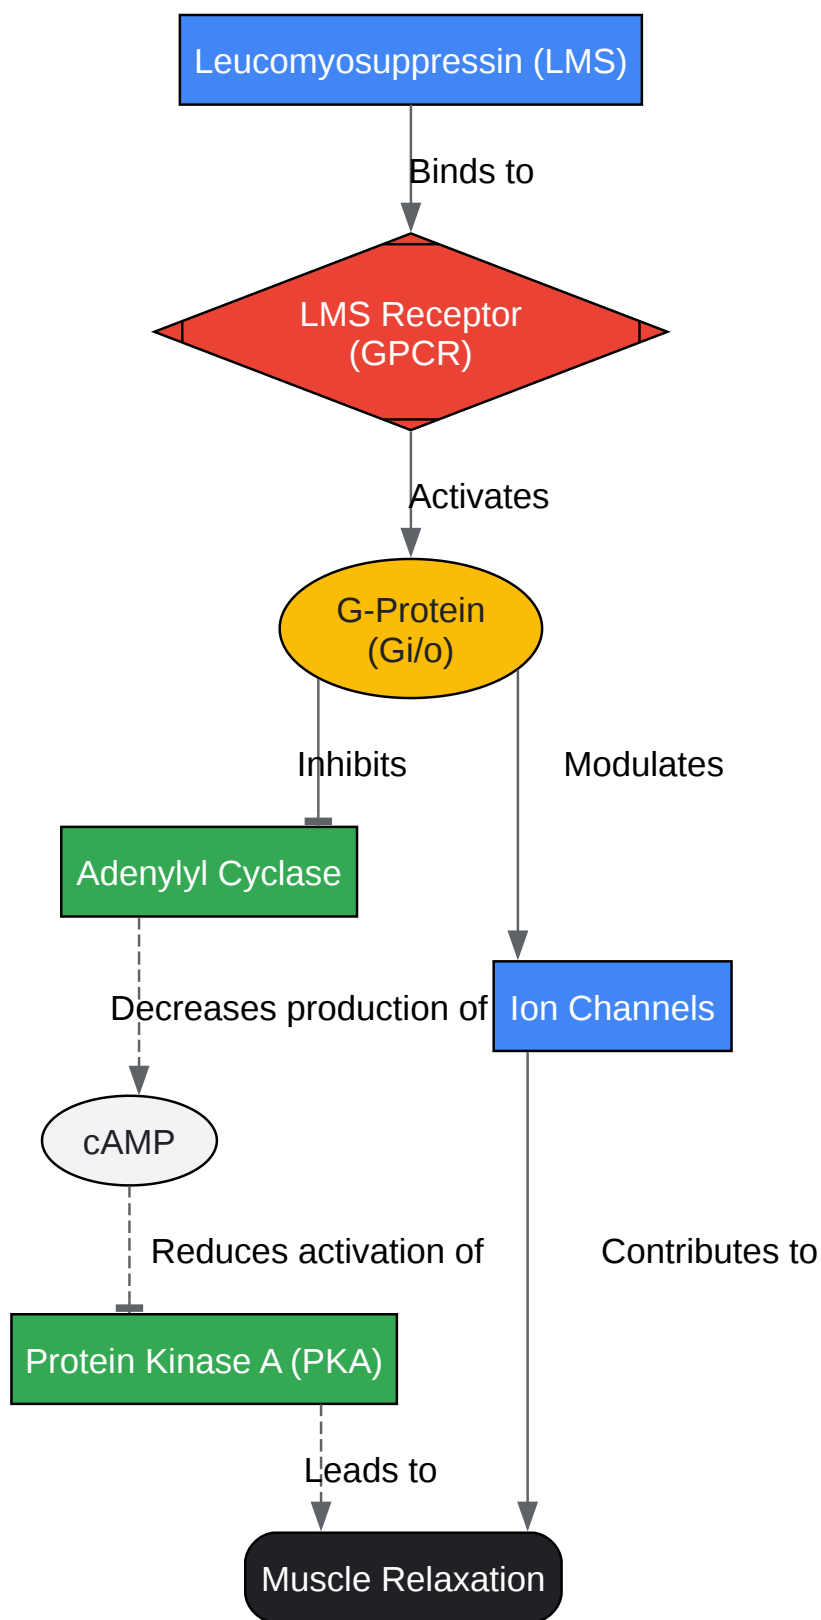 Leucomyosuppressin (LMS)
Binds to
LMS Receptor
(GPCR)
Activates
G-Protein
(Gi/o)
Inhibits
Modulates
Adenylyl Cyclase
Decreases production of
Ion Channels
cAMP
Reduces activation of
Contributes to
Protein Kinase A (PKA)
Leads to
Muscle Relaxation